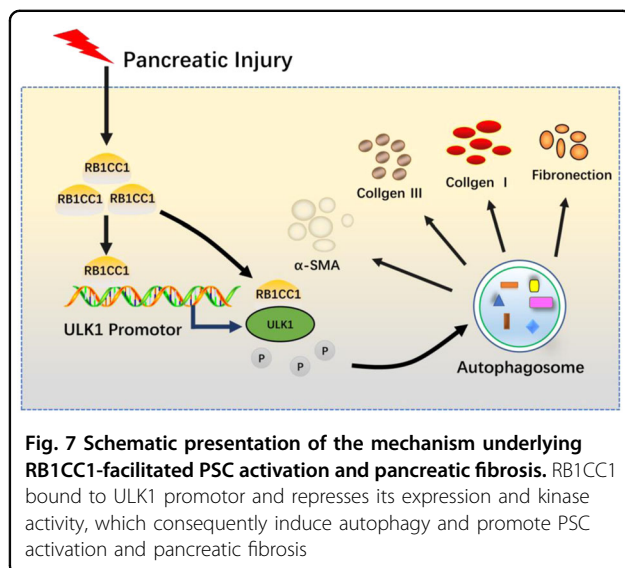 Pancreatic Injury
RB1CC1
RB1CC1
RB1CC1
RB1CC1
ULK1 Promotor
RB1CC1
ULK1
P
P
P
α-SMA
Collgen III
Collgen I
Fibronection
Autophagosome
Fig. 7 Schematic presentation of the mechanism underlying
RB1CC1-facilitated PSC activation and pancreatic fibrosis. RB1CC1
bound to ULK1 promotor and represses its expression and kinase
activity, which consequently induce autophagy and promote PSC
activation and pancreatic fibrosis